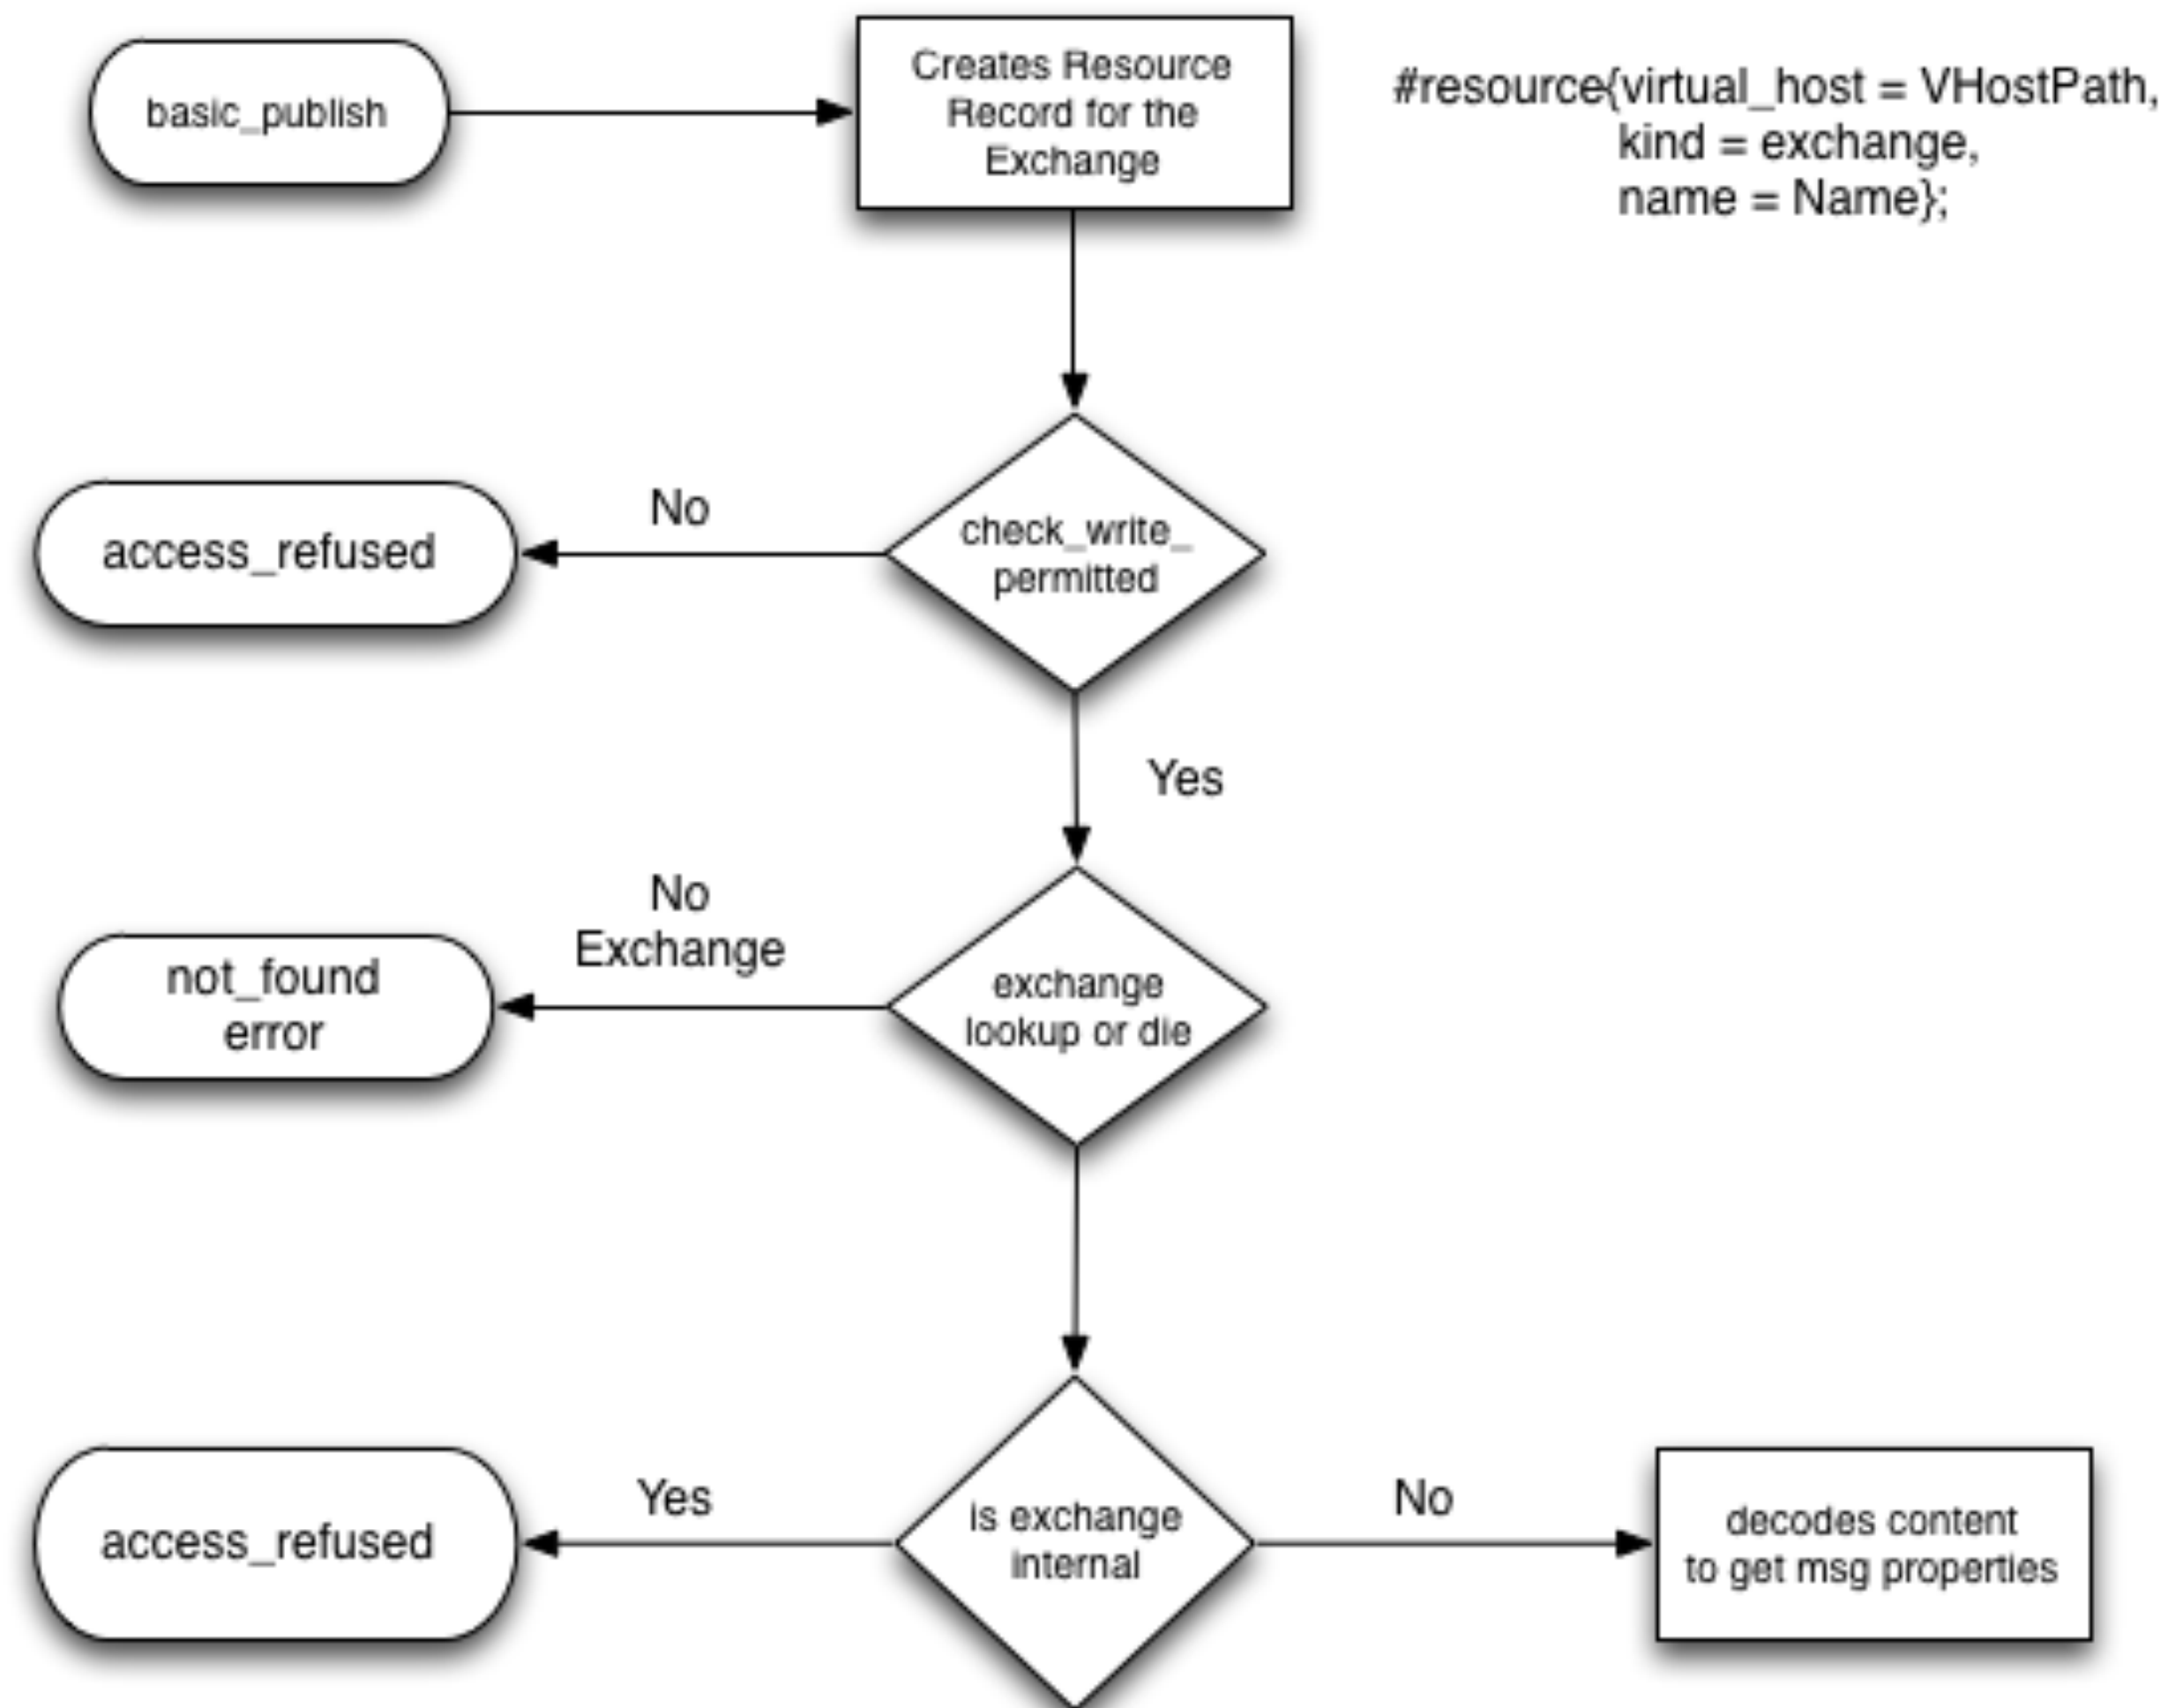 basic_publish
Creates Resource
Record for the
Exchange
#resource{virtual_host = VHostPath,
kind = exchange,
name = Name};
access_refused
No
check_write_
permitted
Yes
No
Exchange
not_found
error
exchange
lookup or die
access_refused
Yes
is exchange
internal
No
decodes content
to get msg properties